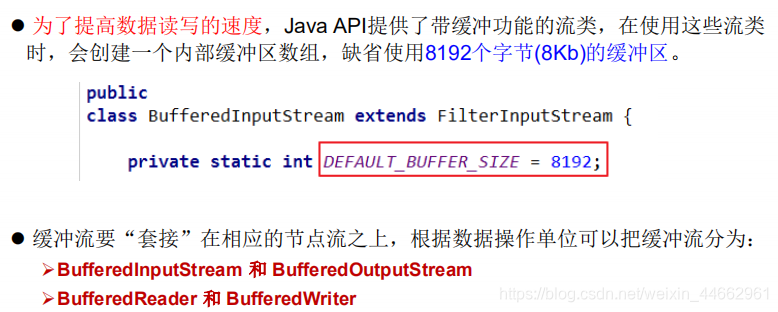 ● 为了提高数据读写的速度，Java API提供了带缓冲功能的流类，在使用这些流类
时，会创建一个内部缓冲区数组，缺省使用8192个字节(8Kb)的缓冲区。
public
class BufferedInputStream extends FilterInputStream {
private static int DEFAULT_BUFFER_SIZE = 8192;
● 缓冲流要“套接”在相应的节点流之上，根据数据操作单位可以把缓冲流分为：
➢BufferedInputStream 和 BufferedOutputStream
➢BufferedReader 和 BufferedWriter
https://blog.csdn.net/weixin_44662961